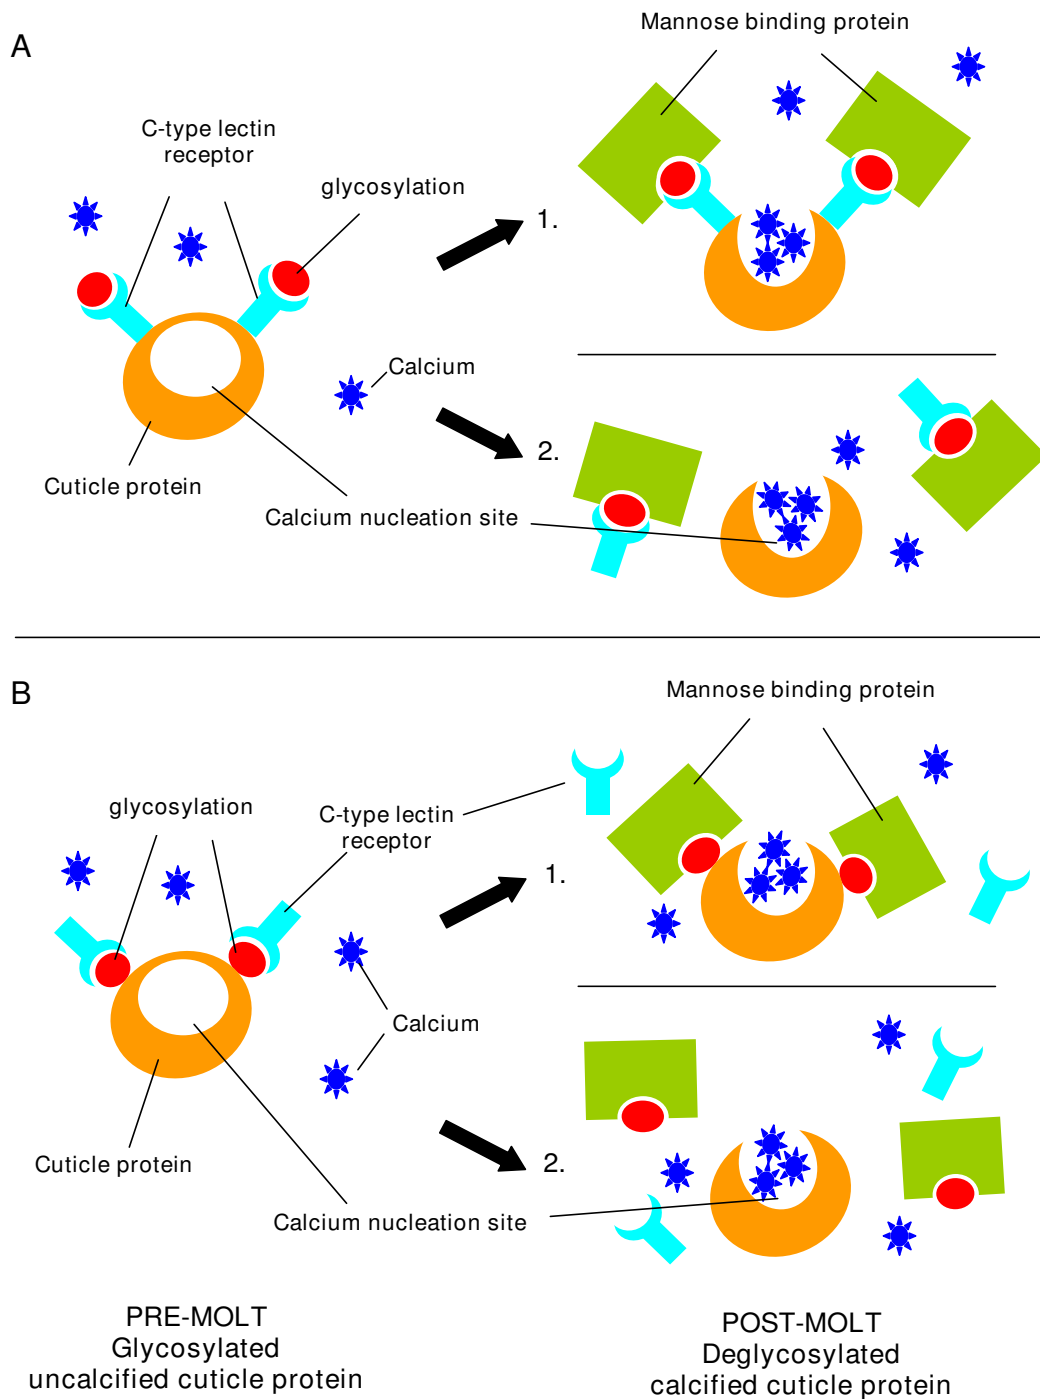 A
Mannose binding protein
C-type lectin
receptor
glycosylation
1.
Calcium
2.
Cuticle protein
Calcium nucleation site
B
Mannose binding protein
glycosylation
C-type lectin
receptor
1.
Calcium
Cuticle protein
2.
Calcium nucleation site
PRE-MOLT
Glycosylated
uncalcified cuticle protein
POST-MOLT
Deglycosylated
calcified cuticle protein